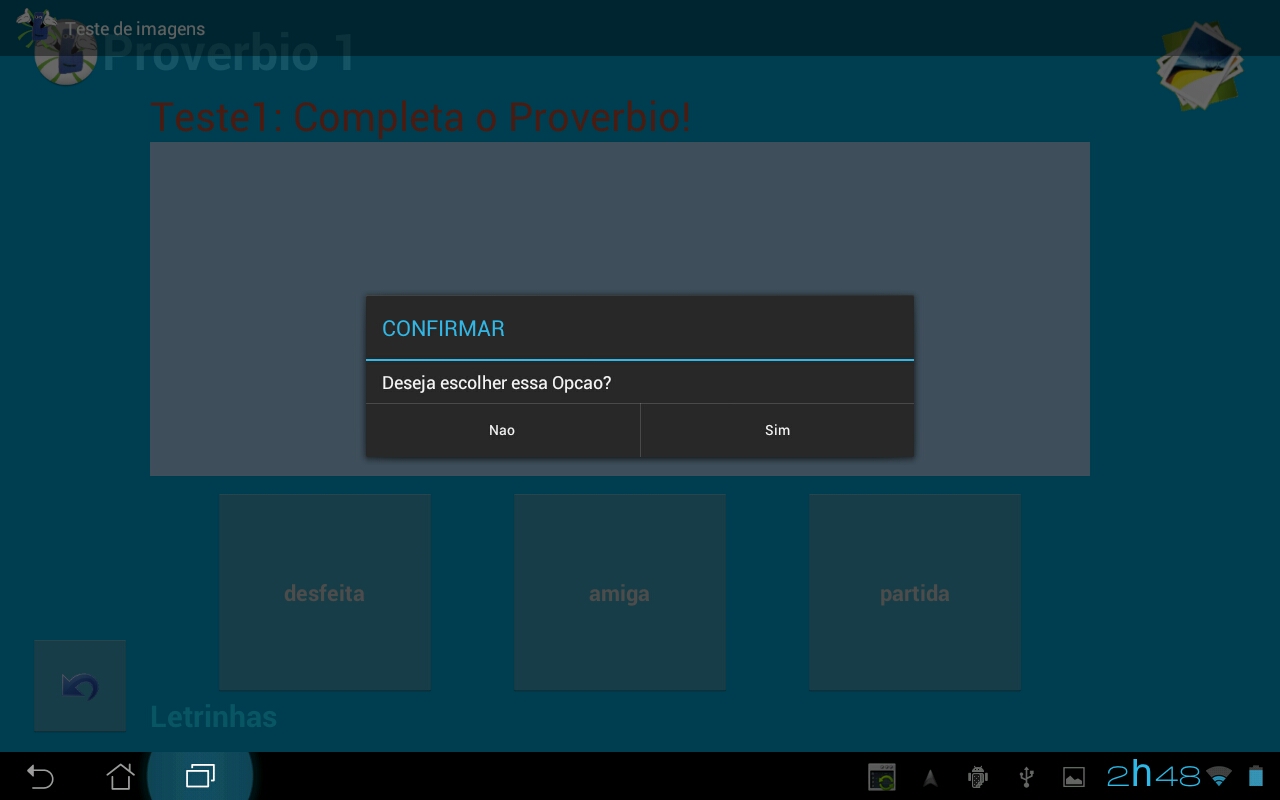 Teste de imagens
Proverbio 1
Teste1: Completa o Proverbio!
CONFIRMAR
Deseja escolher essa Opcao?
Nao Sim
desfeita amiga partida
Letrinhas
2h48